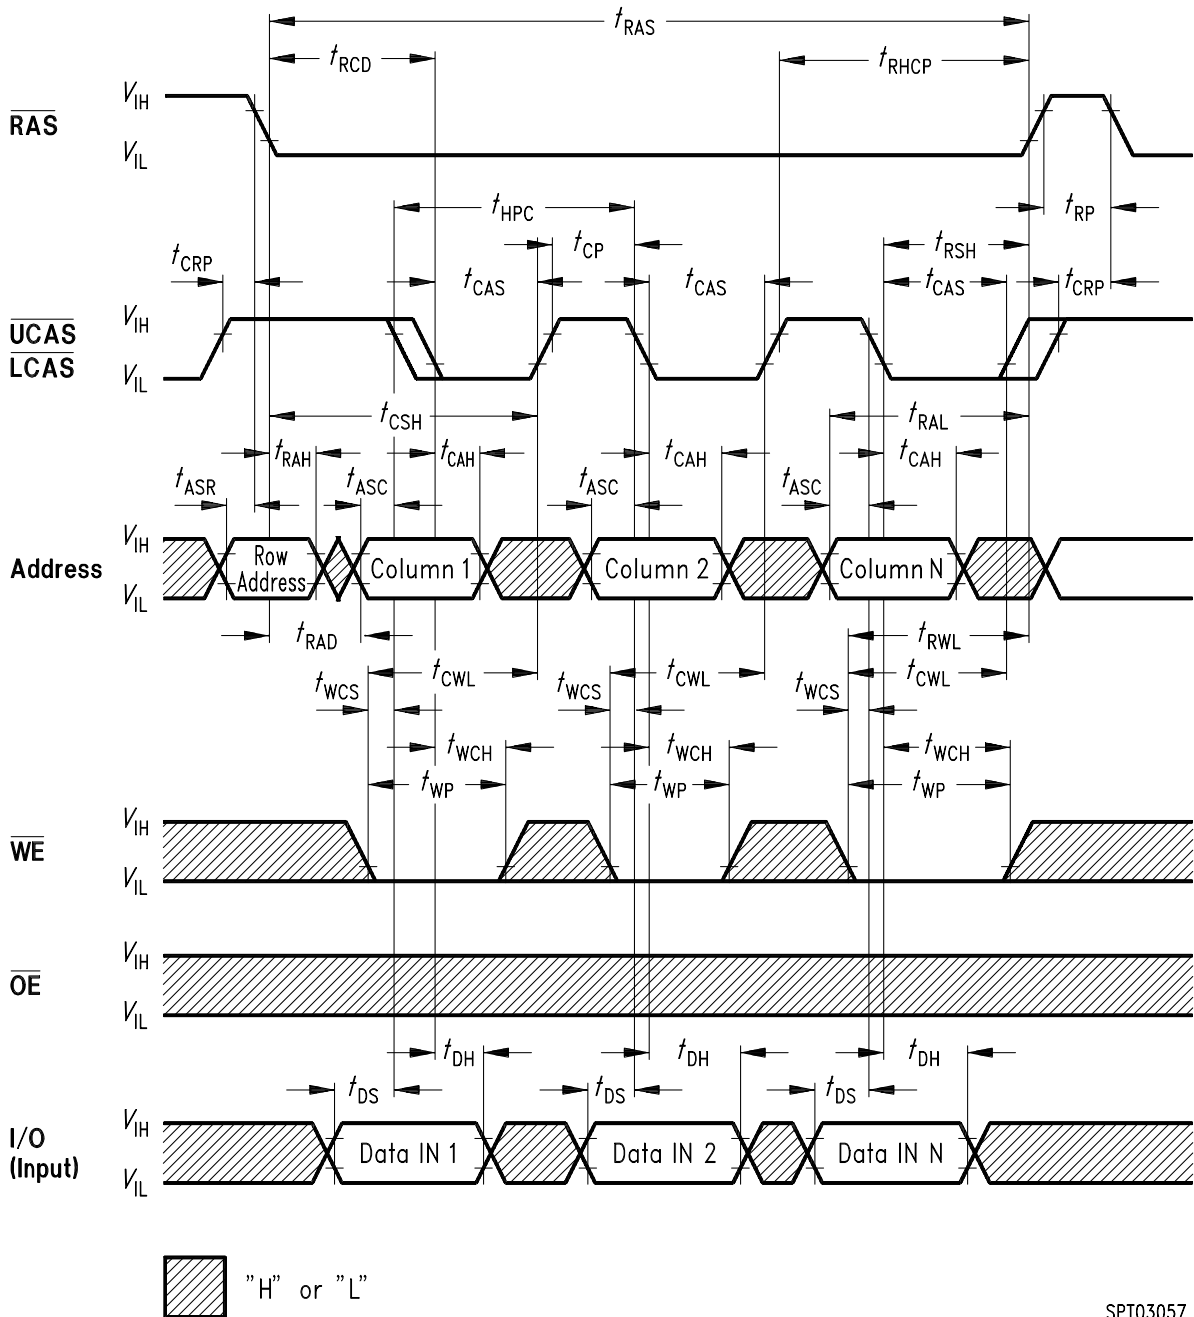 tRAS
tRCD tRHCP
RAS VIH
VIL
tHPC tRP
tCP tRSH
tCRP tCAS tCAS tCAS tCRP
UCAS VIH
LCAS VIL
tCSH tRAL
tRAH tCAH tCAH tCAH
tASR tASC tASC tASC
Address VIH
VIL
Row Address Column 1 Column 2 Column N
tRAD tRWL
tCWL tCWL tCWL
tWCS tWCS tWCS
tWCH tWCH tWCH
tWP tWP tWP
WE VIH
VIL
OE VIH
VIL
tDH tDH tDH
tDS tDS tDS
I/O VIH
(Input) VIL
Data IN 1 Data IN 2 Data IN N
"H" or "L"
SPT03057